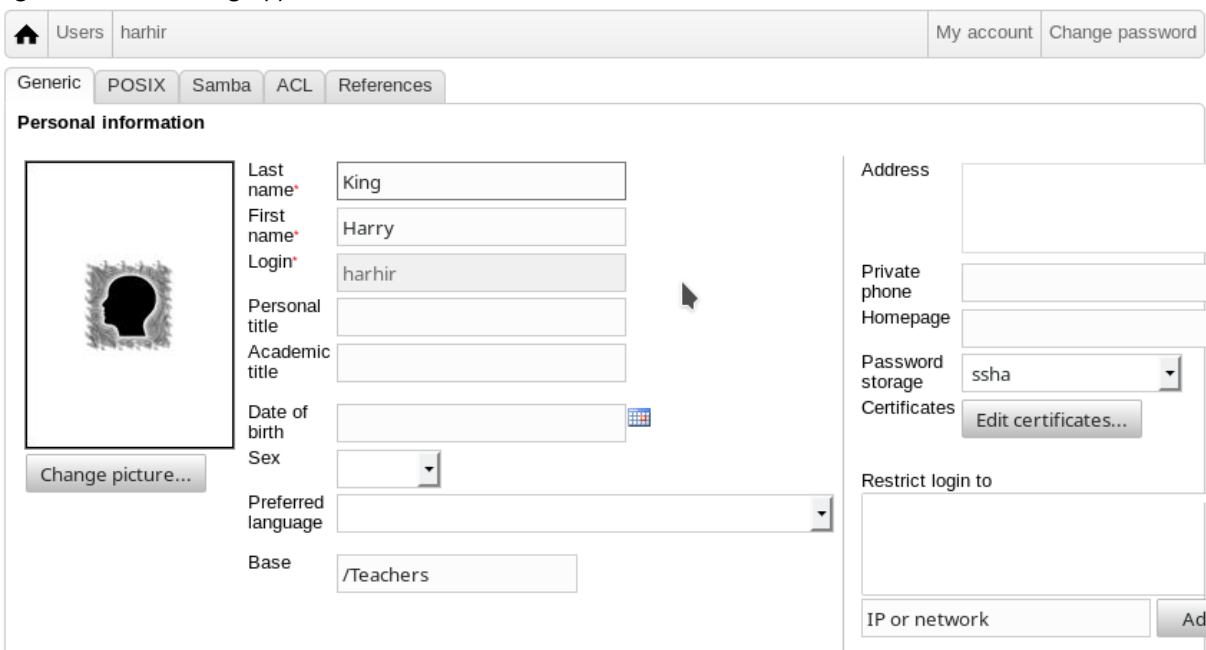 Users harhir My account Change password
Generic POSIX Samba ACL References
Personal information
Last
name*
King
First
name*
Harry
Login*
harhir
Personal
title
Academic
title
Date of
birth
Sex
Preferred
language
Base
/Teachers
Change picture...
Address
Private
phone
Homepage
Password
storage
ssha
Certificates
Edit certificates...
Restrict login to
IP or network